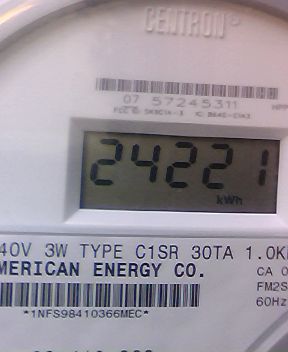 CENTRON
07 57245311
24221
kWh
40V 3W TYPE C1SR 30TA 1.0K
MERICAN ENERGY CO.
CA 0
FM2S
*1NFS98410366MEC*
60Hz